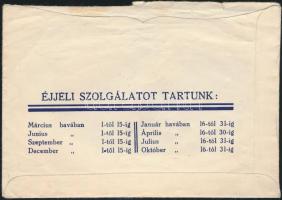 ÉJJELI SZOLGÁLATOT TARTUNK:
Március havában 1-től 15-ig Január havában 16-tól 31-ig
Junius „ 1-től 15-ig Április „ 16-tól 30-ig
Szeptember „ 1-től 15-ig Julius „ 16-tól 31-ig
December „ 1-től 15-ig Október „ 16-tól 31-ig